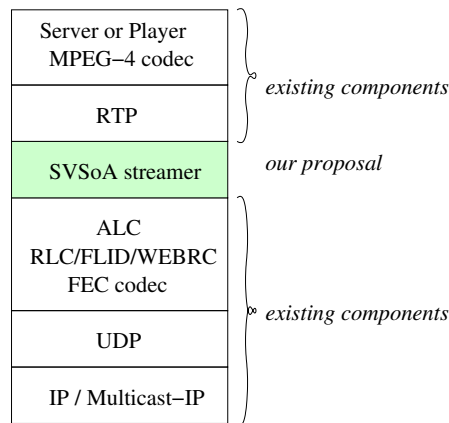 Server or Player
MPEG−4 codec
existing components
RTP
our proposal
SVSoA streamer
ALC
RLC/FLID/WEBRC
FEC codec
existing components
UDP
IP / Multicast−IP